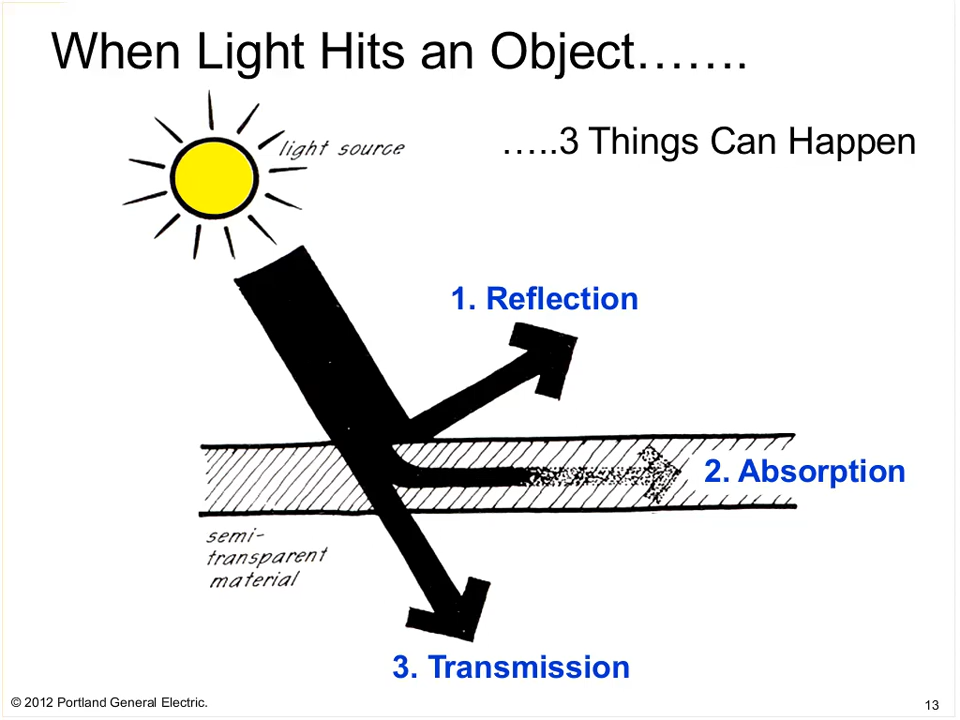 When Light Hits an Object…….
light source
…..3 Things Can Happen
1. Reflection
2. Absorption
semi-
transparent
material
3. Transmission
© 2012 Portland General Electric.
13